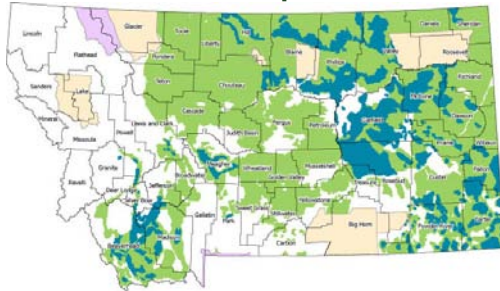 Lincoln
Flathead
Glacier
Toole
Liberty
Hill
Blaine
Phillips
Valley
Daniels
Sheridan
Roosevelt
Sanders
Lake
Pondera
Teton
Chouteau
Richland
Mineral
Missoula
Powell
Lewis and Clark
Cascade
Judith Basin
Fergus
Petroleum
Garfield
McCone
Dawson
Prairie
Wibaux
Granite
Ravalli
Deer Lodge
Silver Bow
Jefferson
Broadwater
Meagher
Wheatland
Golden Valley
Musselshell
Treasure
Rosebud
Custer
Fallon
Beaverhead
Madison
Gallatin
Park
Sweet Grass
Stillwater
Yellowstone
Carbon
Big Horn
Powder River
Carter